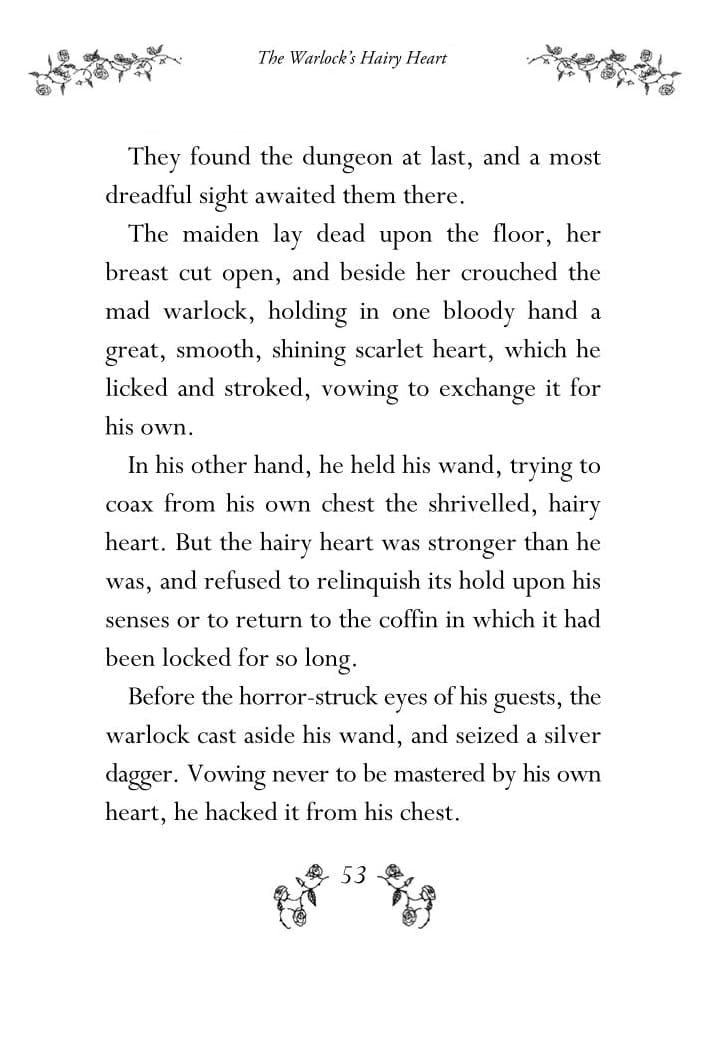 The Warlock's Hairy Heart
They found the dungeon at last, and a most
dreadful sight awaited them there.
The maiden lay dead upon the floor, her
breast cut open, and beside her crouched the
mad warlock, holding in one bloody hand a
great, smooth, shining scarlet heart, which he
licked and stroked, vowing to exchange it for
his own.
In his other hand, he held his wand, trying to
coax from his own chest the shrivelled, hairy
heart. But the hairy heart was stronger than he
was, and refused to relinquish its hold upon his
senses or to return to the coffin in which it had
been locked for so long.
Before the horror-struck eyes of his guests, the
warlock cast aside his wand, and seized a silver
dagger. Vowing never to be mastered by his own
heart, he hacked it from his chest.
53